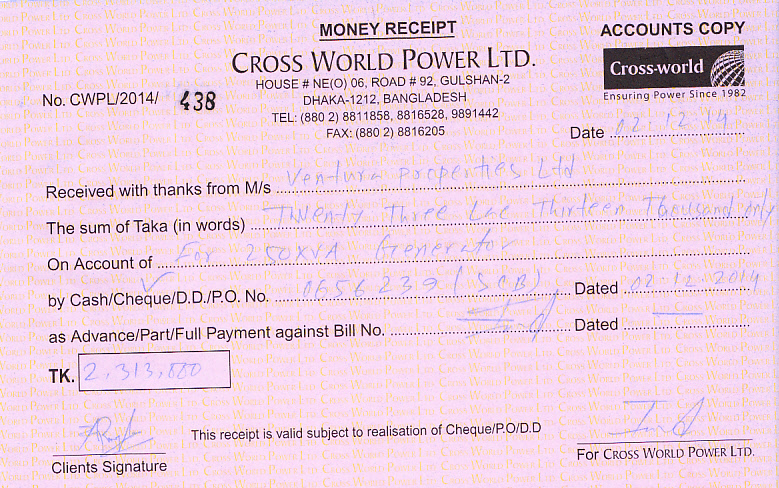 MONEY RECEIPT
ACCOUNTS COPY
CROSS WORLD POWER LTD.
HOUSE # NE(O) 06, ROAD # 92, GULSHAN-2
DHAKA-1212, BANGLADESH
TEL: (880 2) 8811858, 8816528, 9891442
FAX: (880 2) 8816205
Cross-world
Ensuring Power Since 1982
No. CWPL/2014/ 438
Date 02.12.14
Received with thanks from M/s Ventura Properties Ltd
The sum of Taka (in words) Twenty Three Lac Thirteen Thousand only
On Account of For 250KVA Generator
by Cash/Cheque/D.D./P.O. No. 0656239 (SCB) Dated 02.12.2014
as Advance/Part/Full Payment against Bill No. Dated
TK. 2,313,000
This receipt is valid subject to realisation of Cheque/P.O/D.D
Clients Signature
For CROSS WORLD POWER LTD.